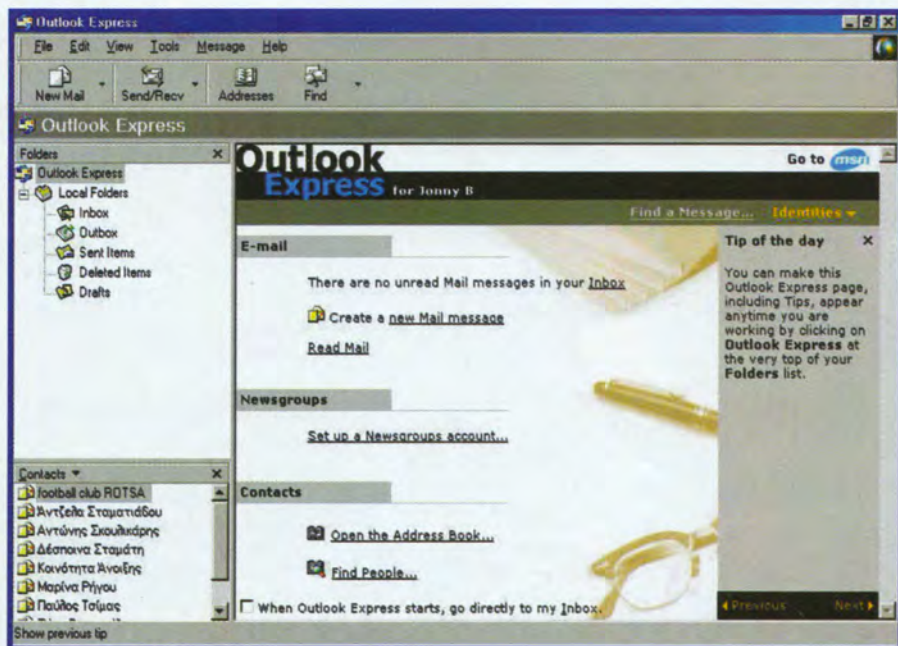 Outlook Express
File Edit View Tools Message Help
New Mail Send/Recv Addresses Find
Outlook Express
Folders
Outlook Express
Local Folders
Inbox
Outbox
Sent Items
Deleted Items
Drafts
Contacts
football club ROTSA
Άντζελα Σταματιάδου
Αντώνης Σκουλικάρης
Δέσποινα Σταμάτη
Κοινότητα Άνοιξης
Μαρίνα Ρήγου
Παύλος Τσίμας
Outlook
Express for Jonny B
Go to msn
Find a Message... Identities
E-mail
There are no unread Mail messages in your Inbox
Create a new Mail message
Read Mail
Newsgroups
Set up a Newsgroups account...
Contacts
Open the Address Book...
Find People...
When Outlook Express starts, go directly to my Inbox.
Tip of the day
You can make this
Outlook Express page,
including Tips, appear
anytime you are
working by clicking on
Outlook Express at
the very top of your
Folders list.
Previous Next
Show previous tip